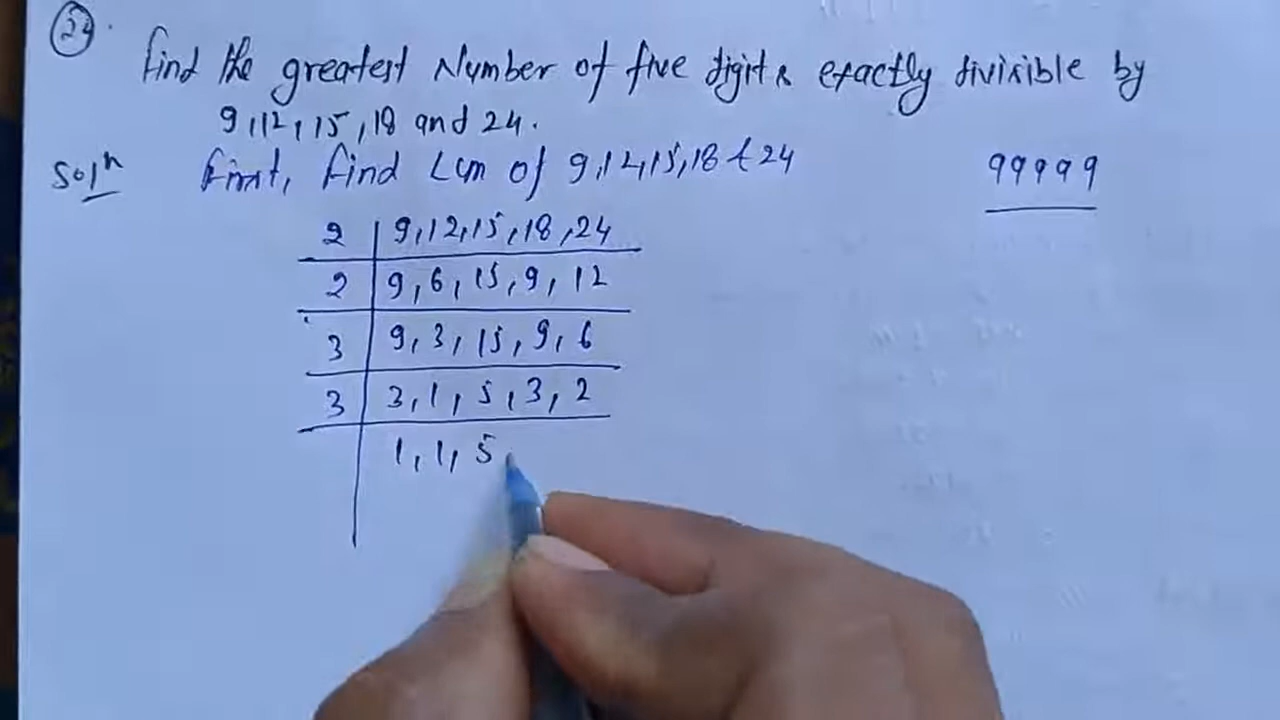 24.
Find the greatest Number of five digits exactly divisible by
9,12,15,18 and 24.
Solⁿ First, find Lcm of 9,12,15,18 & 24
99999
2 | 9,12,15,18,24
2 | 9,6,15,9,12
3 | 9,3,15,9,6
3 | 3,1,5,3,2
1,1,5